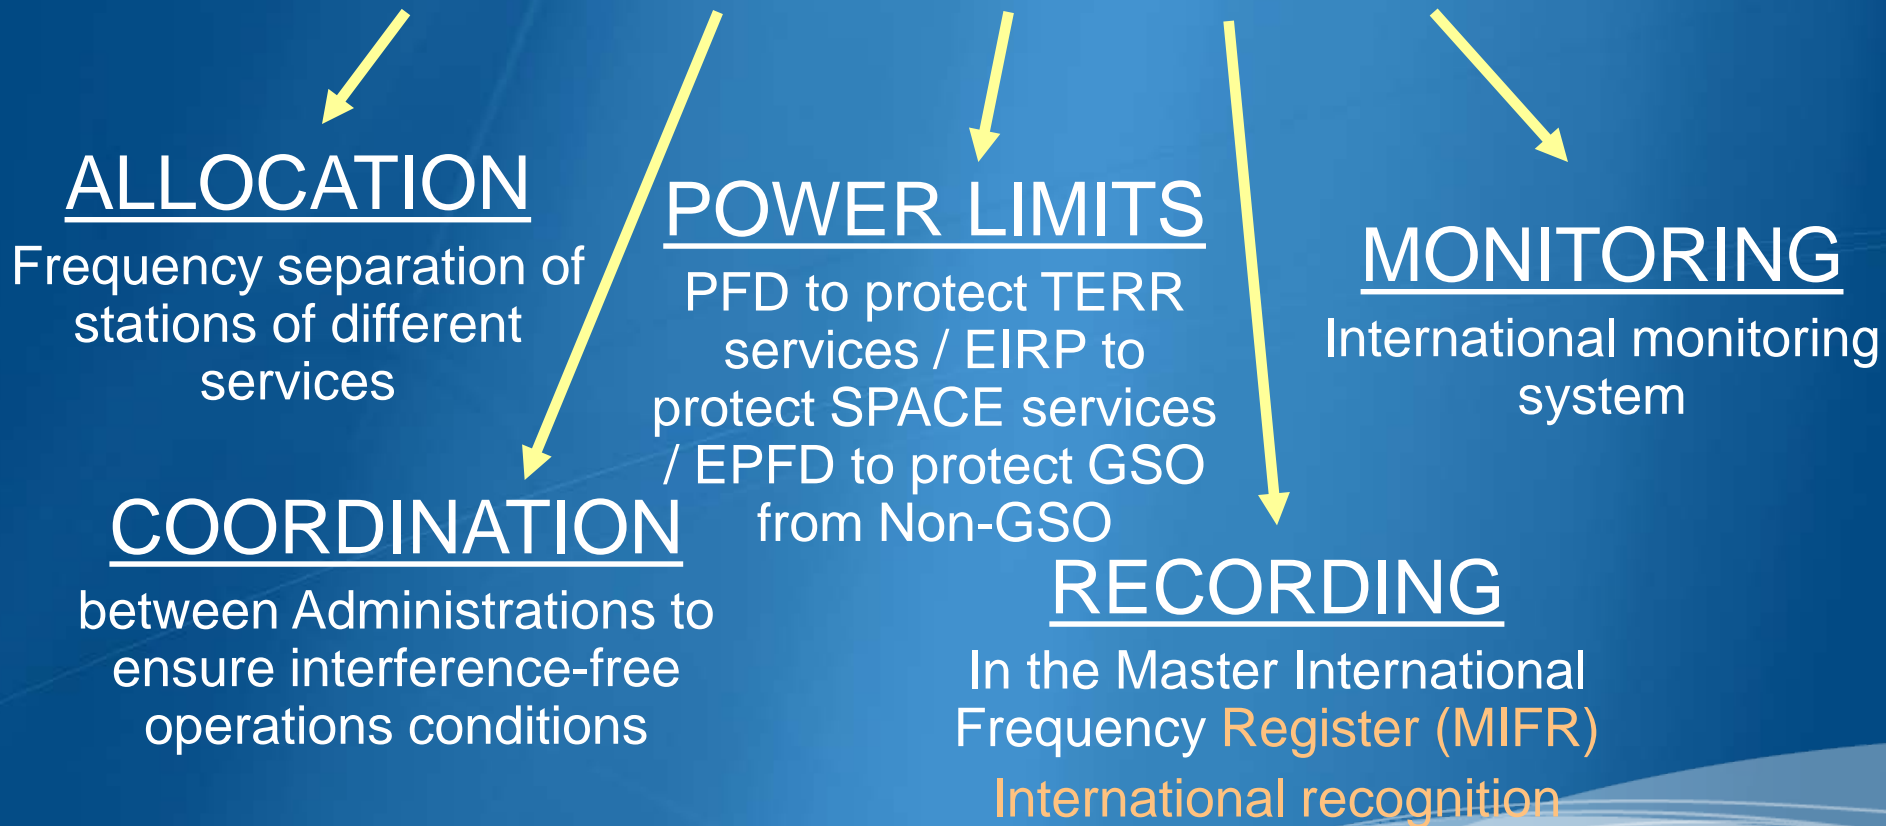 ALLOCATION
Frequency separation of
stations of different
services
COORDINATION
between Administrations to
ensure interference-free
operations conditions
POWER LIMITS
PFD to protect TERR
services / EIRP to
protect SPACE services
/ EPFD to protect GSO
from Non-GSO
RECORDING
In the Master International
Frequency Register (MIFR)
International recognition
MONITORING
International monitoring
system